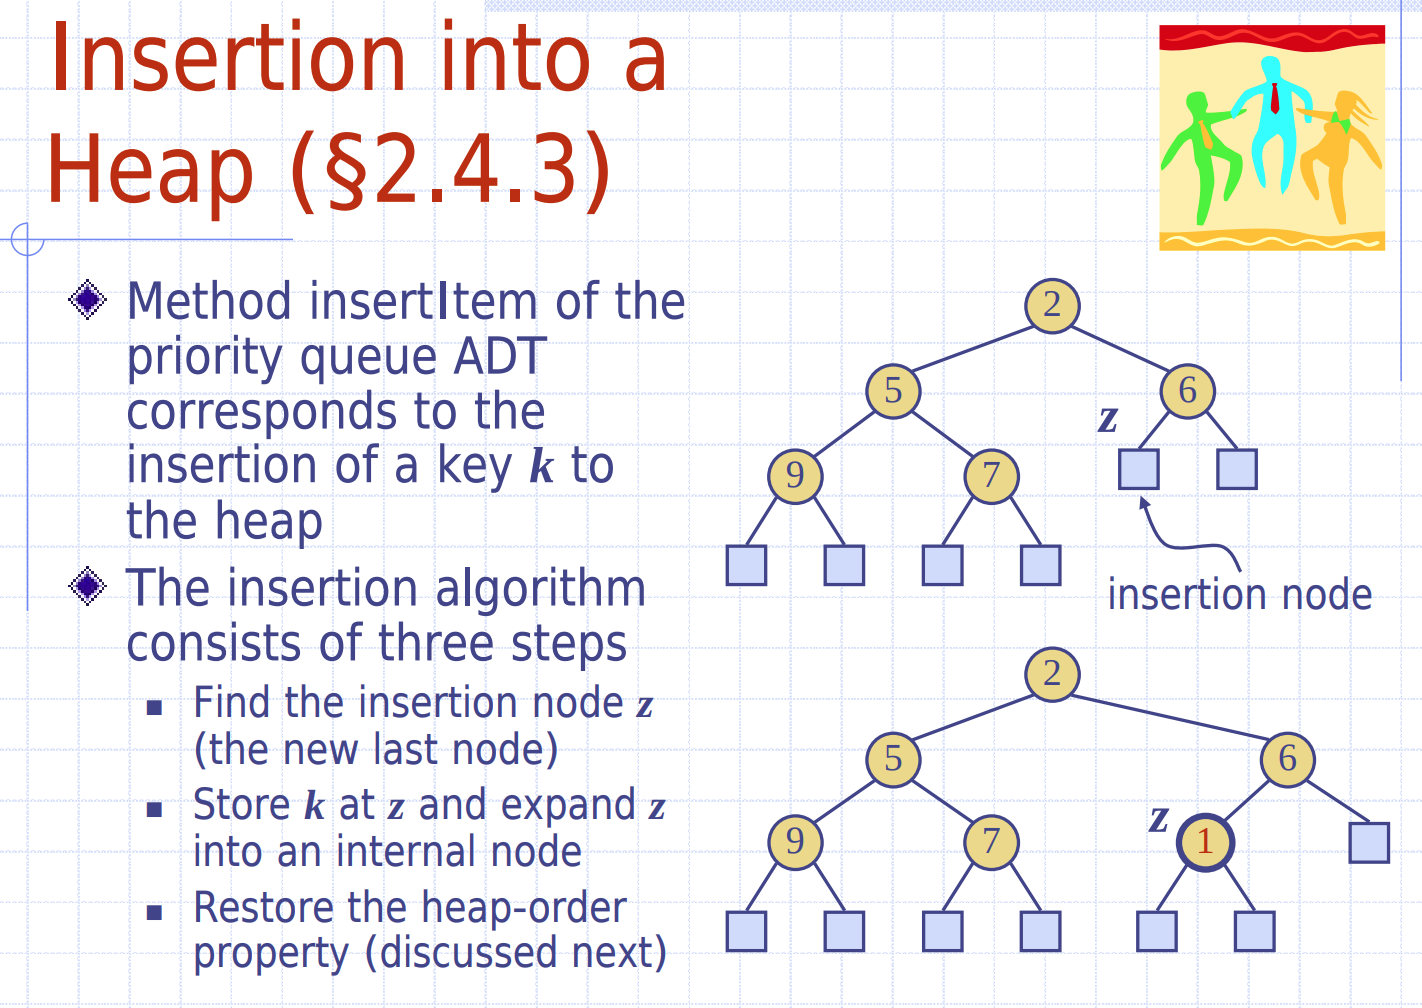 Insertion into a
Heap (§2.4.3)
Method insertItem of the
priority queue ADT
corresponds to the
insertion of a key k to
the heap
The insertion algorithm
consists of three steps
Find the insertion node z
(the new last node)
Store k at z and expand z
into an internal node
Restore the heap-order
property (discussed next)
2
5
6
z
9
7
insertion node
2
5
6
z
9
7
1